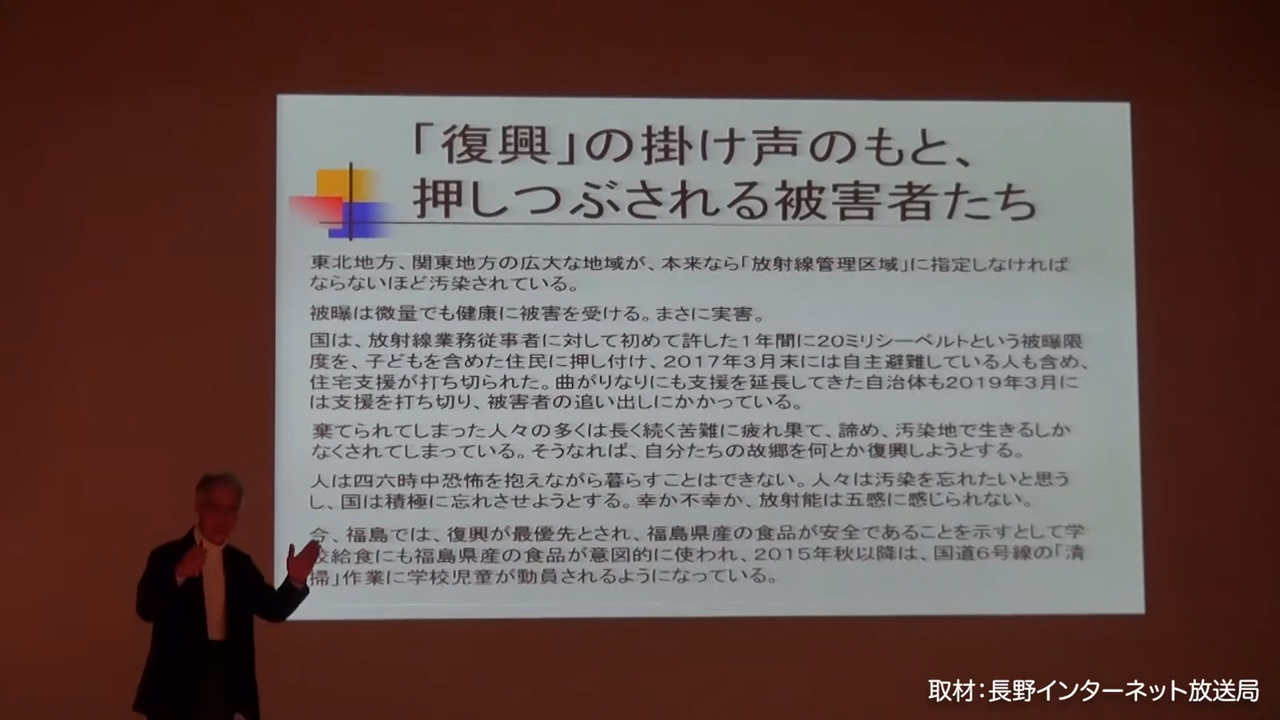 「復興」の掛け声のもと、
押しつぶされる被害者たち
東北地方、関東地方の広大な地域が、本来なら「放射線管理区域」に指定しなければ
ならないほど汚染されている。
被曝は微量でも健康に被害を受ける。まさに実害。
国は、放射線業務従事者に対して初めて許した1年間に20ミリシーベルトという被曝限
度を、子どもを含めた住民に押し付け、2017年3月末には自主避難している人も含め、
住宅支援が打ち切られた。曲がりなりにも支援を延長してきた自治体も2019年3月に
は支援を打ち切り、被害者の追い出しにかかっている。
棄てられてしまった人々の多くは長く続く苦難に疲れ果て、諦め、汚染地で生きるしか
なくされてしまっている。そうなれば、自分たちの故郷を何とか復興しようとする。
人は四六時中恐怖を抱えながら暮らすことはできない。人々は汚染を忘れたいと思う
し、国は積極的に忘れさせようとする。幸か不幸か、放射能は五感に感じられない。
今、福島では、復興が最優先とされ、福島県産の食品が安全であることを示すとして学
校給食にも福島県産の食品が意図的に使われ、2015年秋以降は、国道6号線の「清
掃」作業に学校児童が動員されるようになっている。
取材：長野インターネット放送局